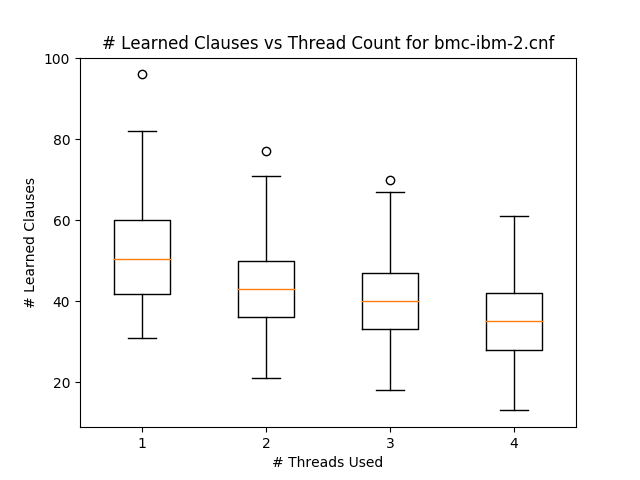 # Learned Clauses vs Thread Count for bmc-ibm-2.cnf
100
80
60
40
20
# Learned Clauses
1 2 3 4
# Threads Used